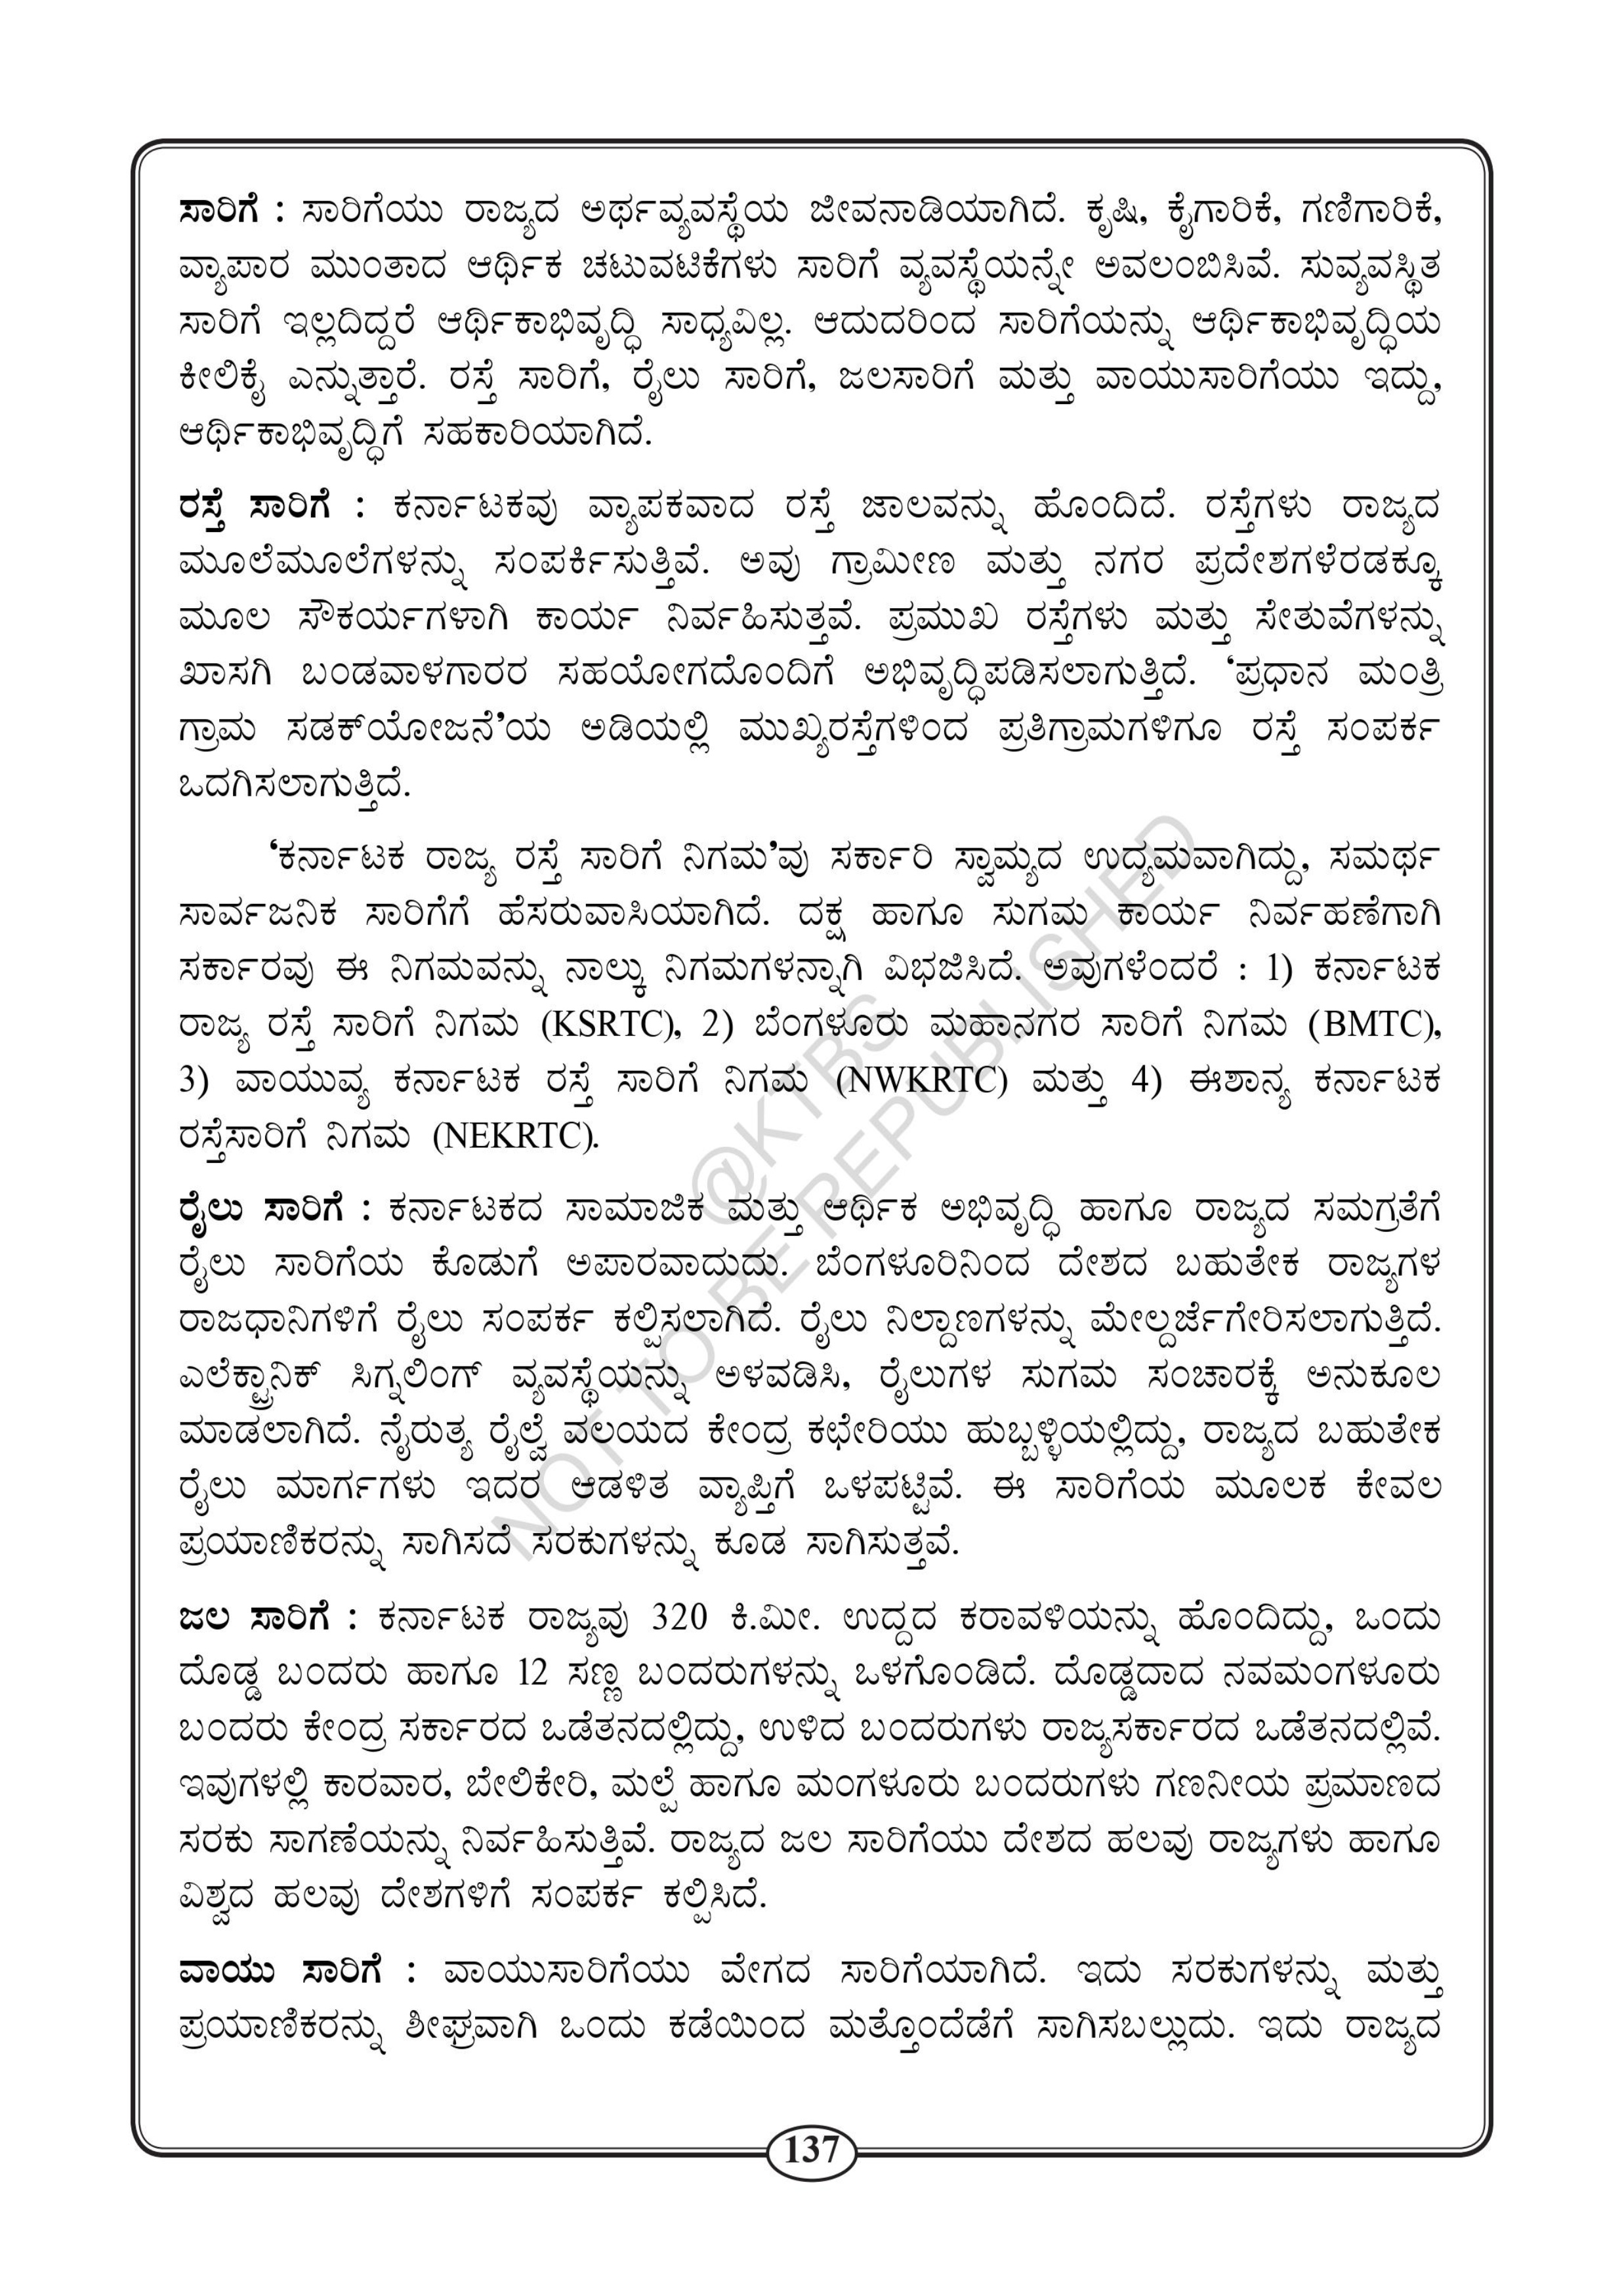 ಸಾರಿಗೆ : ಸಾರಿಗೆಯು ರಾಜ್ಯದ ಅರ್ಥವ್ಯವಸ್ಥೆಯ ಜೀವನಾಡಿಯಾಗಿದೆ. ಕೃಷಿ, ಕೈಗಾರಿಕೆ, ಗಣಿಗಾರಿಕೆ,
ವ್ಯಾಪಾರ ಮುಂತಾದ ಆರ್ಥಿಕ ಚಟುವಟಿಕೆಗಳು ಸಾರಿಗೆ ವ್ಯವಸ್ಥೆಯನ್ನೇ ಅವಲಂಬಿಸಿವೆ. ಸುವ್ಯವಸ್ಥಿತ
ಸಾರಿಗೆ ಇಲ್ಲದಿದ್ದರೆ ಆರ್ಥಿಕಾಭಿವೃದ್ಧಿ ಸಾಧ್ಯವಿಲ್ಲ. ಆದುದರಿಂದ ಸಾರಿಗೆಯನ್ನು ಆರ್ಥಿಕಾಭಿವೃದ್ಧಿಯ
ಕೀಲಿಕೈ ಎನ್ನುತ್ತಾರೆ. ರಸ್ತೆ ಸಾರಿಗೆ, ರೈಲು ಸಾರಿಗೆ, ಜಲಸಾರಿಗೆ ಮತ್ತು ವಾಯುಸಾರಿಗೆಯು ಇದ್ದು,
ಆರ್ಥಿಕಾಭಿವೃದ್ಧಿಗೆ ಸಹಕಾರಿಯಾಗಿದೆ.
ರಸ್ತೆ ಸಾರಿಗೆ : ಕರ್ನಾಟಕವು ವ್ಯಾಪಕವಾದ ರಸ್ತೆ ಜಾಲವನ್ನು ಹೊಂದಿದೆ. ರಸ್ತೆಗಳು ರಾಜ್ಯದ
ಮೂಲೆಮೂಲೆಗಳನ್ನು ಸಂಪರ್ಕಿಸುತ್ತಿವೆ. ಅವು ಗ್ರಾಮೀಣ ಮತ್ತು ನಗರ ಪ್ರದೇಶಗಳೆರಡಕ್ಕೂ
ಮೂಲ ಸೌಕರ್ಯಗಳಾಗಿ ಕಾರ್ಯ ನಿರ್ವಹಿಸುತ್ತವೆ. ಪ್ರಮುಖ ರಸ್ತೆಗಳು ಮತ್ತು ಸೇತುವೆಗಳನ್ನು
ಖಾಸಗಿ ಬಂಡವಾಳಗಾರರ ಸಹಯೋಗದೊಂದಿಗೆ ಅಭಿವೃದ್ಧಿಪಡಿಸಲಾಗುತ್ತಿದೆ. ‘ಪ್ರಧಾನ ಮಂತ್ರಿ
ಗ್ರಾಮ ಸಡಕ್‌ಯೋಜನೆ’ಯ ಅಡಿಯಲ್ಲಿ ಮುಖ್ಯರಸ್ತೆಗಳಿಂದ ಪ್ರತಿಗ್ರಾಮಗಳಿಗೂ ರಸ್ತೆ ಸಂಪರ್ಕ
ಒದಗಿಸಲಾಗುತ್ತಿದೆ.
‘ಕರ್ನಾಟಕ ರಾಜ್ಯ ರಸ್ತೆ ಸಾರಿಗೆ ನಿಗಮ’ವು ಸರ್ಕಾರಿ ಸ್ವಾಮ್ಯದ ಉದ್ಯಮವಾಗಿದ್ದು, ಸಮರ್ಥ
ಸಾರ್ವಜನಿಕ ಸಾರಿಗೆಗೆ ಹೆಸರುವಾಸಿಯಾಗಿದೆ. ದಕ್ಷ ಹಾಗೂ ಸುಗಮ ಕಾರ್ಯ ನಿರ್ವಹಣೆಗಾಗಿ
ಸರ್ಕಾರವು ಈ ನಿಗಮವನ್ನು ನಾಲ್ಕು ನಿಗಮಗಳನ್ನಾಗಿ ವಿಭಜಿಸಿದೆ. ಅವುಗಳೆಂದರೆ : 1) ಕರ್ನಾಟಕ
ರಾಜ್ಯ ರಸ್ತೆ ಸಾರಿಗೆ ನಿಗಮ (KSRTC), 2) ಬೆಂಗಳೂರು ಮಹಾನಗರ ಸಾರಿಗೆ ನಿಗಮ (BMTC),
3) ವಾಯುವ್ಯ ಕರ್ನಾಟಕ ರಸ್ತೆ ಸಾರಿಗೆ ನಿಗಮ (NWKRTC) ಮತ್ತು 4) ಈಶಾನ್ಯ ಕರ್ನಾಟಕ
ರಸ್ತೆಸಾರಿಗೆ ನಿಗಮ (NEKRTC).
ರೈಲು ಸಾರಿಗೆ : ಕರ್ನಾಟಕದ ಸಾಮಾಜಿಕ ಮತ್ತು ಆರ್ಥಿಕ ಅಭಿವೃದ್ಧಿ ಹಾಗೂ ರಾಜ್ಯದ ಸಮಗ್ರತೆಗೆ
ರೈಲು ಸಾರಿಗೆಯ ಕೊಡುಗೆ ಅಪಾರವಾದುದು. ಬೆಂಗಳೂರಿನಿಂದ ದೇಶದ ಬಹುತೇಕ ರಾಜ್ಯಗಳ
ರಾಜಧಾನಿಗಳಿಗೆ ರೈಲು ಸಂಪರ್ಕ ಕಲ್ಪಿಸಲಾಗಿದೆ. ರೈಲು ನಿಲ್ದಾಣಗಳನ್ನು ಮೇಲ್ದರ್ಜೆಗೇರಿಸಲಾಗುತ್ತಿದೆ.
ಎಲೆಕ್ಟ್ರಾನಿಕ್ ಸಿಗ್ನಲಿಂಗ್ ವ್ಯವಸ್ಥೆಯನ್ನು ಅಳವಡಿಸಿ, ರೈಲುಗಳ ಸುಗಮ ಸಂಚಾರಕ್ಕೆ ಅನುಕೂಲ
ಮಾಡಲಾಗಿದೆ. ನೈರುತ್ಯ ರೈಲ್ವೆ ವಲಯದ ಕೇಂದ್ರ ಕಛೇರಿಯು ಹುಬ್ಬಳ್ಳಿಯಲ್ಲಿದ್ದು, ರಾಜ್ಯದ ಬಹುತೇಕ
ರೈಲು ಮಾರ್ಗಗಳು ಇದರ ಆಡಳಿತ ವ್ಯಾಪ್ತಿಗೆ ಒಳಪಟ್ಟಿವೆ. ಈ ಸಾರಿಗೆಯ ಮೂಲಕ ಕೇವಲ
ಪ್ರಯಾಣಿಕರನ್ನು ಸಾಗಿಸದೆ ಸರಕುಗಳನ್ನು ಕೂಡ ಸಾಗಿಸುತ್ತವೆ.
ಜಲ ಸಾರಿಗೆ : ಕರ್ನಾಟಕ ರಾಜ್ಯವು 320 ಕಿ.ಮೀ. ಉದ್ದದ ಕರಾವಳಿಯನ್ನು ಹೊಂದಿದ್ದು, ಒಂದು
ದೊಡ್ಡ ಬಂದರು ಹಾಗೂ 12 ಸಣ್ಣ ಬಂದರುಗಳನ್ನು ಒಳಗೊಂಡಿದೆ. ದೊಡ್ಡದಾದ ನವಮಂಗಳೂರು
ಬಂದರು ಕೇಂದ್ರ ಸರ್ಕಾರದ ಒಡೆತನದಲ್ಲಿದ್ದು, ಉಳಿದ ಬಂದರುಗಳು ರಾಜ್ಯಸರ್ಕಾರದ ಒಡೆತನದಲ್ಲಿವೆ.
ಇವುಗಳಲ್ಲಿ ಕಾರವಾರ, ಬೇಲಿಕೇರಿ, ಮಲ್ಪೆ ಹಾಗೂ ಮಂಗಳೂರು ಬಂದರುಗಳು ಗಣನೀಯ ಪ್ರಮಾಣದ
ಸರಕು ಸಾಗಣೆಯನ್ನು ನಿರ್ವಹಿಸುತ್ತಿವೆ. ರಾಜ್ಯದ ಜಲ ಸಾರಿಗೆಯು ದೇಶದ ಹಲವು ರಾಜ್ಯಗಳು ಹಾಗೂ
ವಿಶ್ವದ ಹಲವು ದೇಶಗಳಿಗೆ ಸಂಪರ್ಕ ಕಲ್ಪಿಸಿದೆ.
ವಾಯು ಸಾರಿಗೆ : ವಾಯುಸಾರಿಗೆಯು ವೇಗದ ಸಾರಿಗೆಯಾಗಿದೆ. ಇದು ಸರಕುಗಳನ್ನು ಮತ್ತು
ಪ್ರಯಾಣಿಕರನ್ನು ಶೀಘ್ರವಾಗಿ ಒಂದು ಕಡೆಯಿಂದ ಮತ್ತೊಂದೆಡೆಗೆ ಸಾಗಿಸಬಲ್ಲುದು. ಇದು ರಾಜ್ಯದ
@KTBS
NOT TO BE REPUBLISHED
137